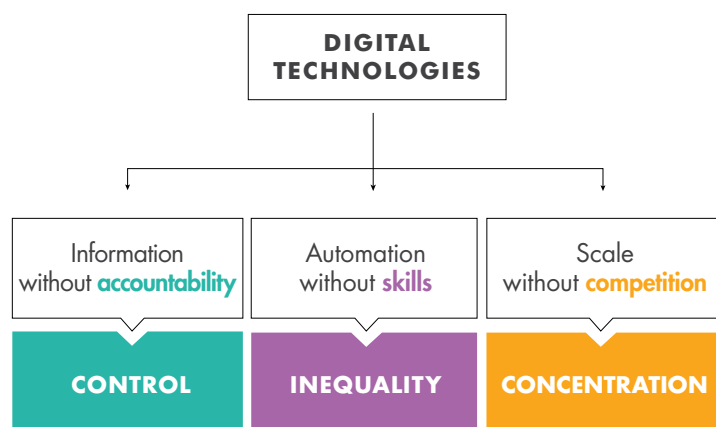 DIGITAL
TECHNOLOGIES
Information
without accountability
Automation
without skills
Scale
without competition
CONTROL
INEQUALITY
CONCENTRATION